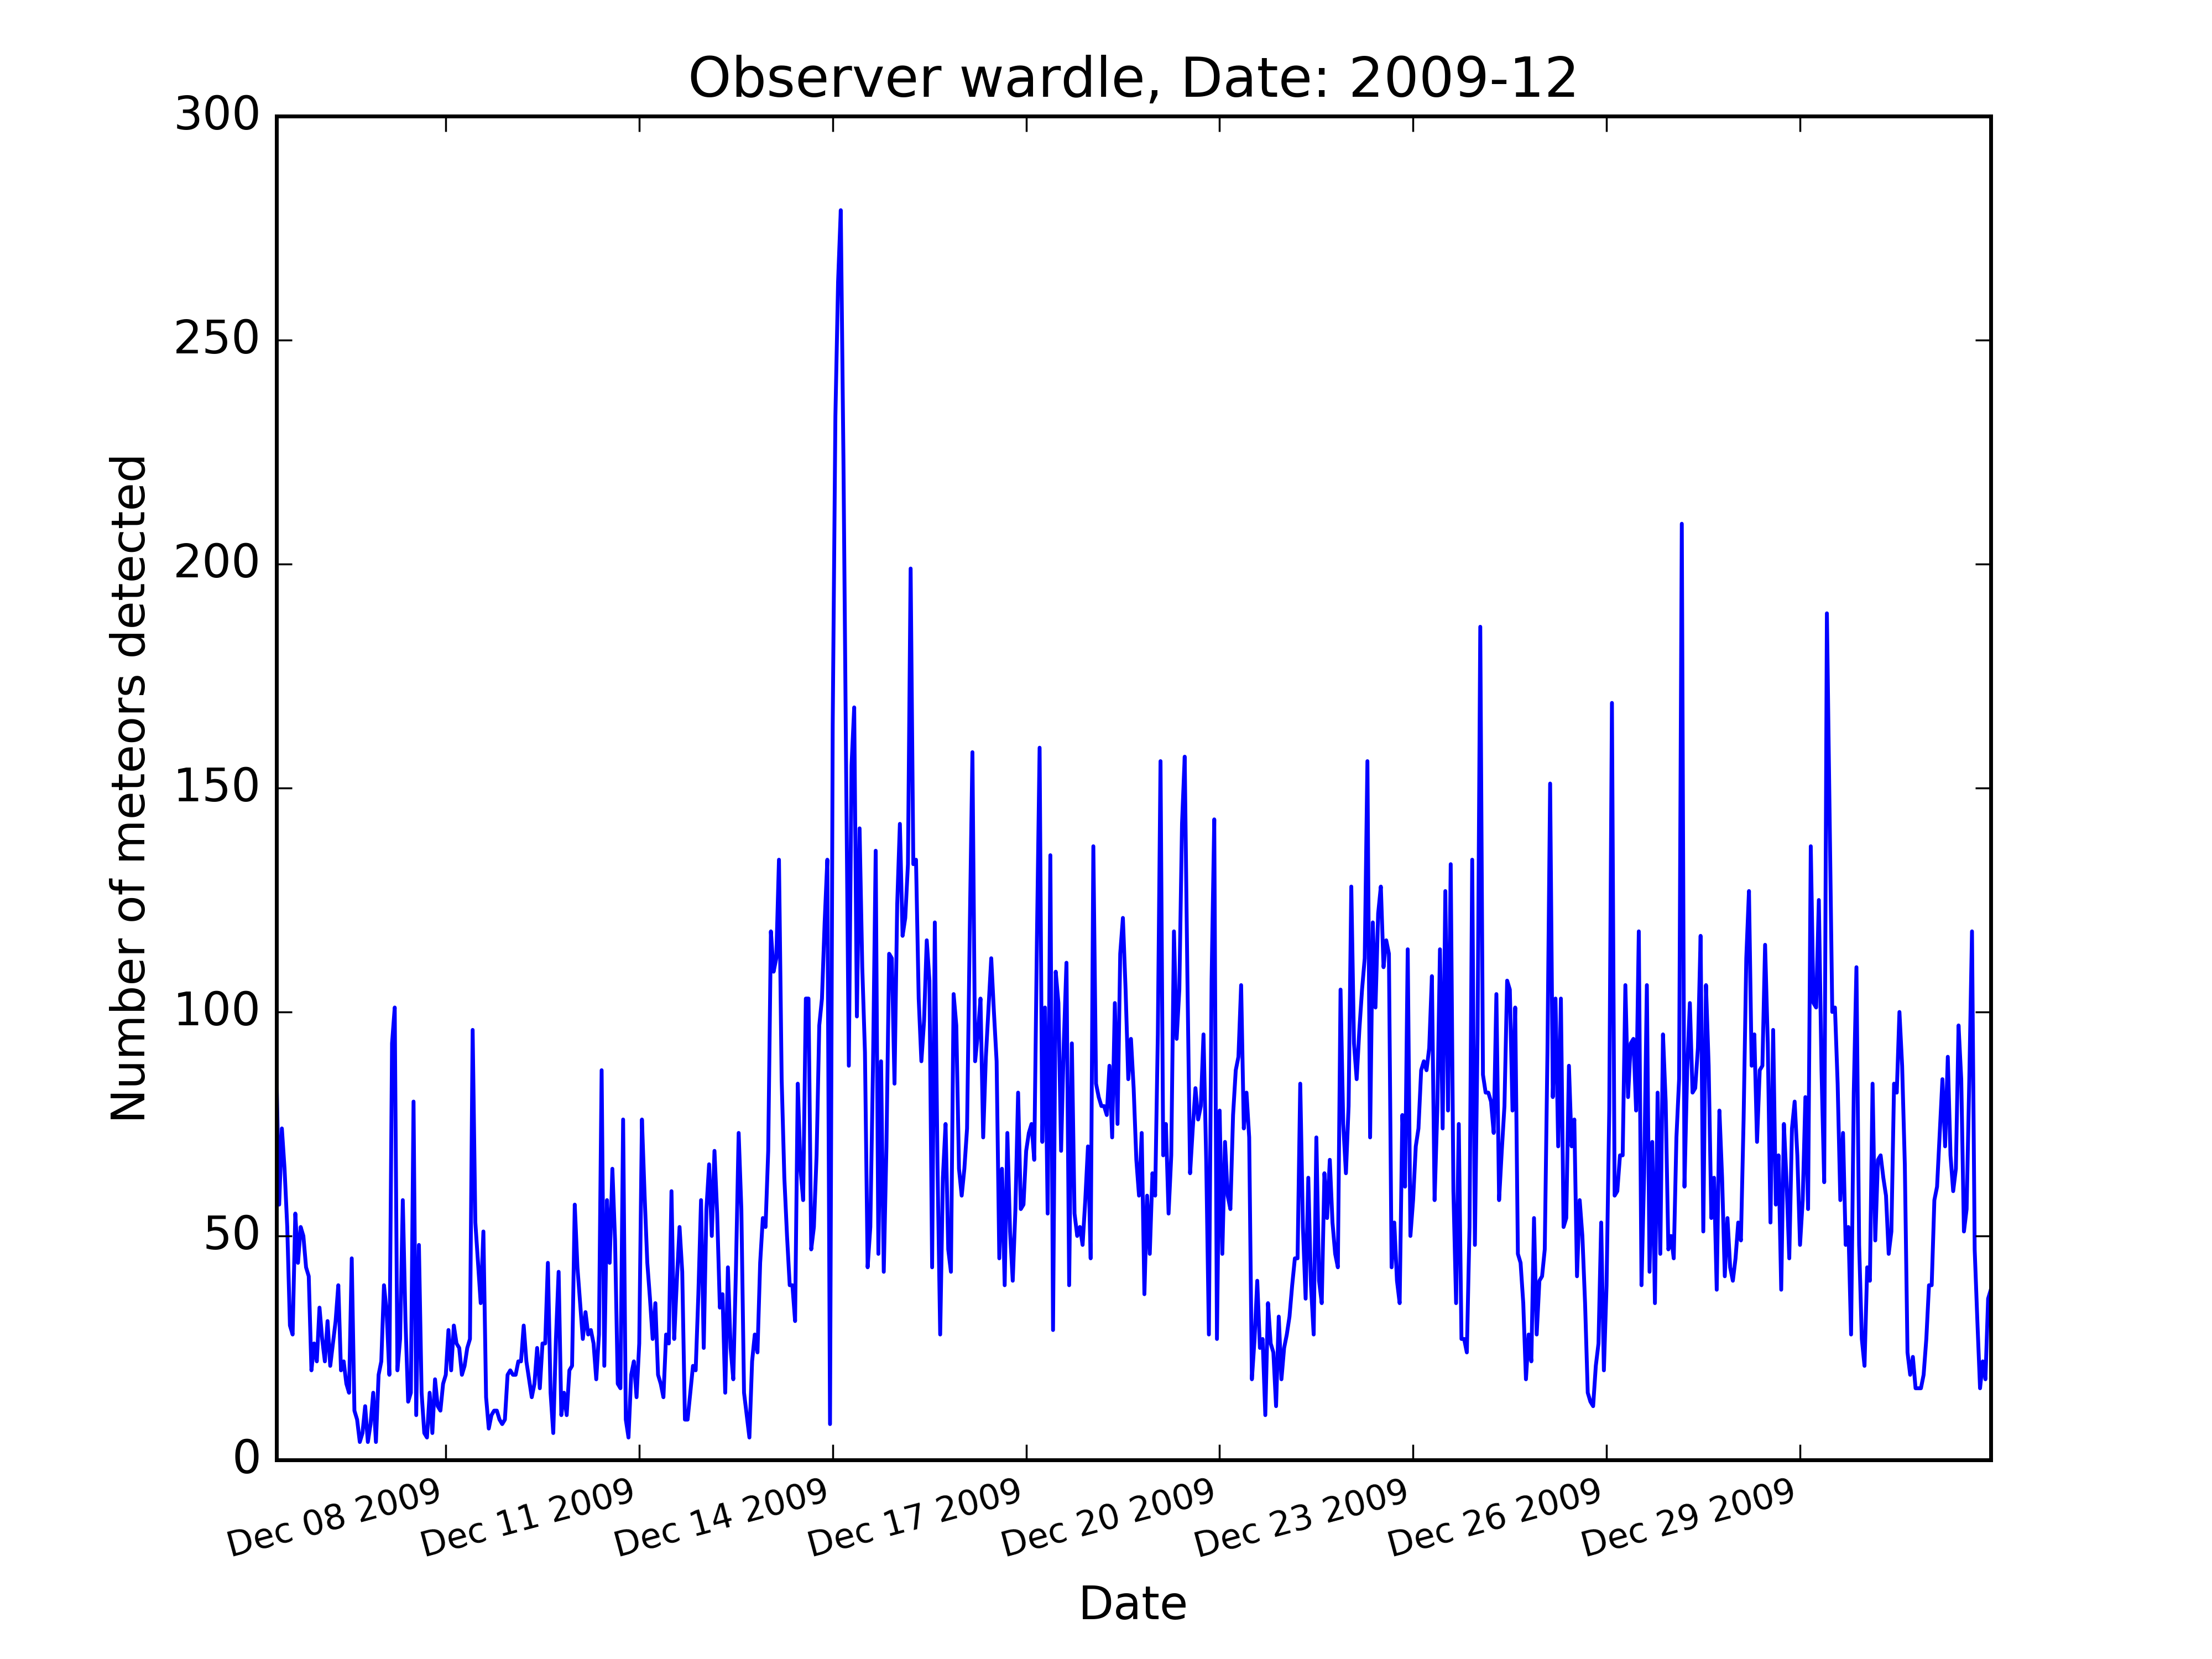 Observer wardle, Date: 2009-12
300
250
200
150
100
50
0
Number of meteors detected
Dec 08 2009
Dec 11 2009
Dec 14 2009
Dec 17 2009
Dec 20 2009
Dec 23 2009
Dec 26 2009
Dec 29 2009
Date